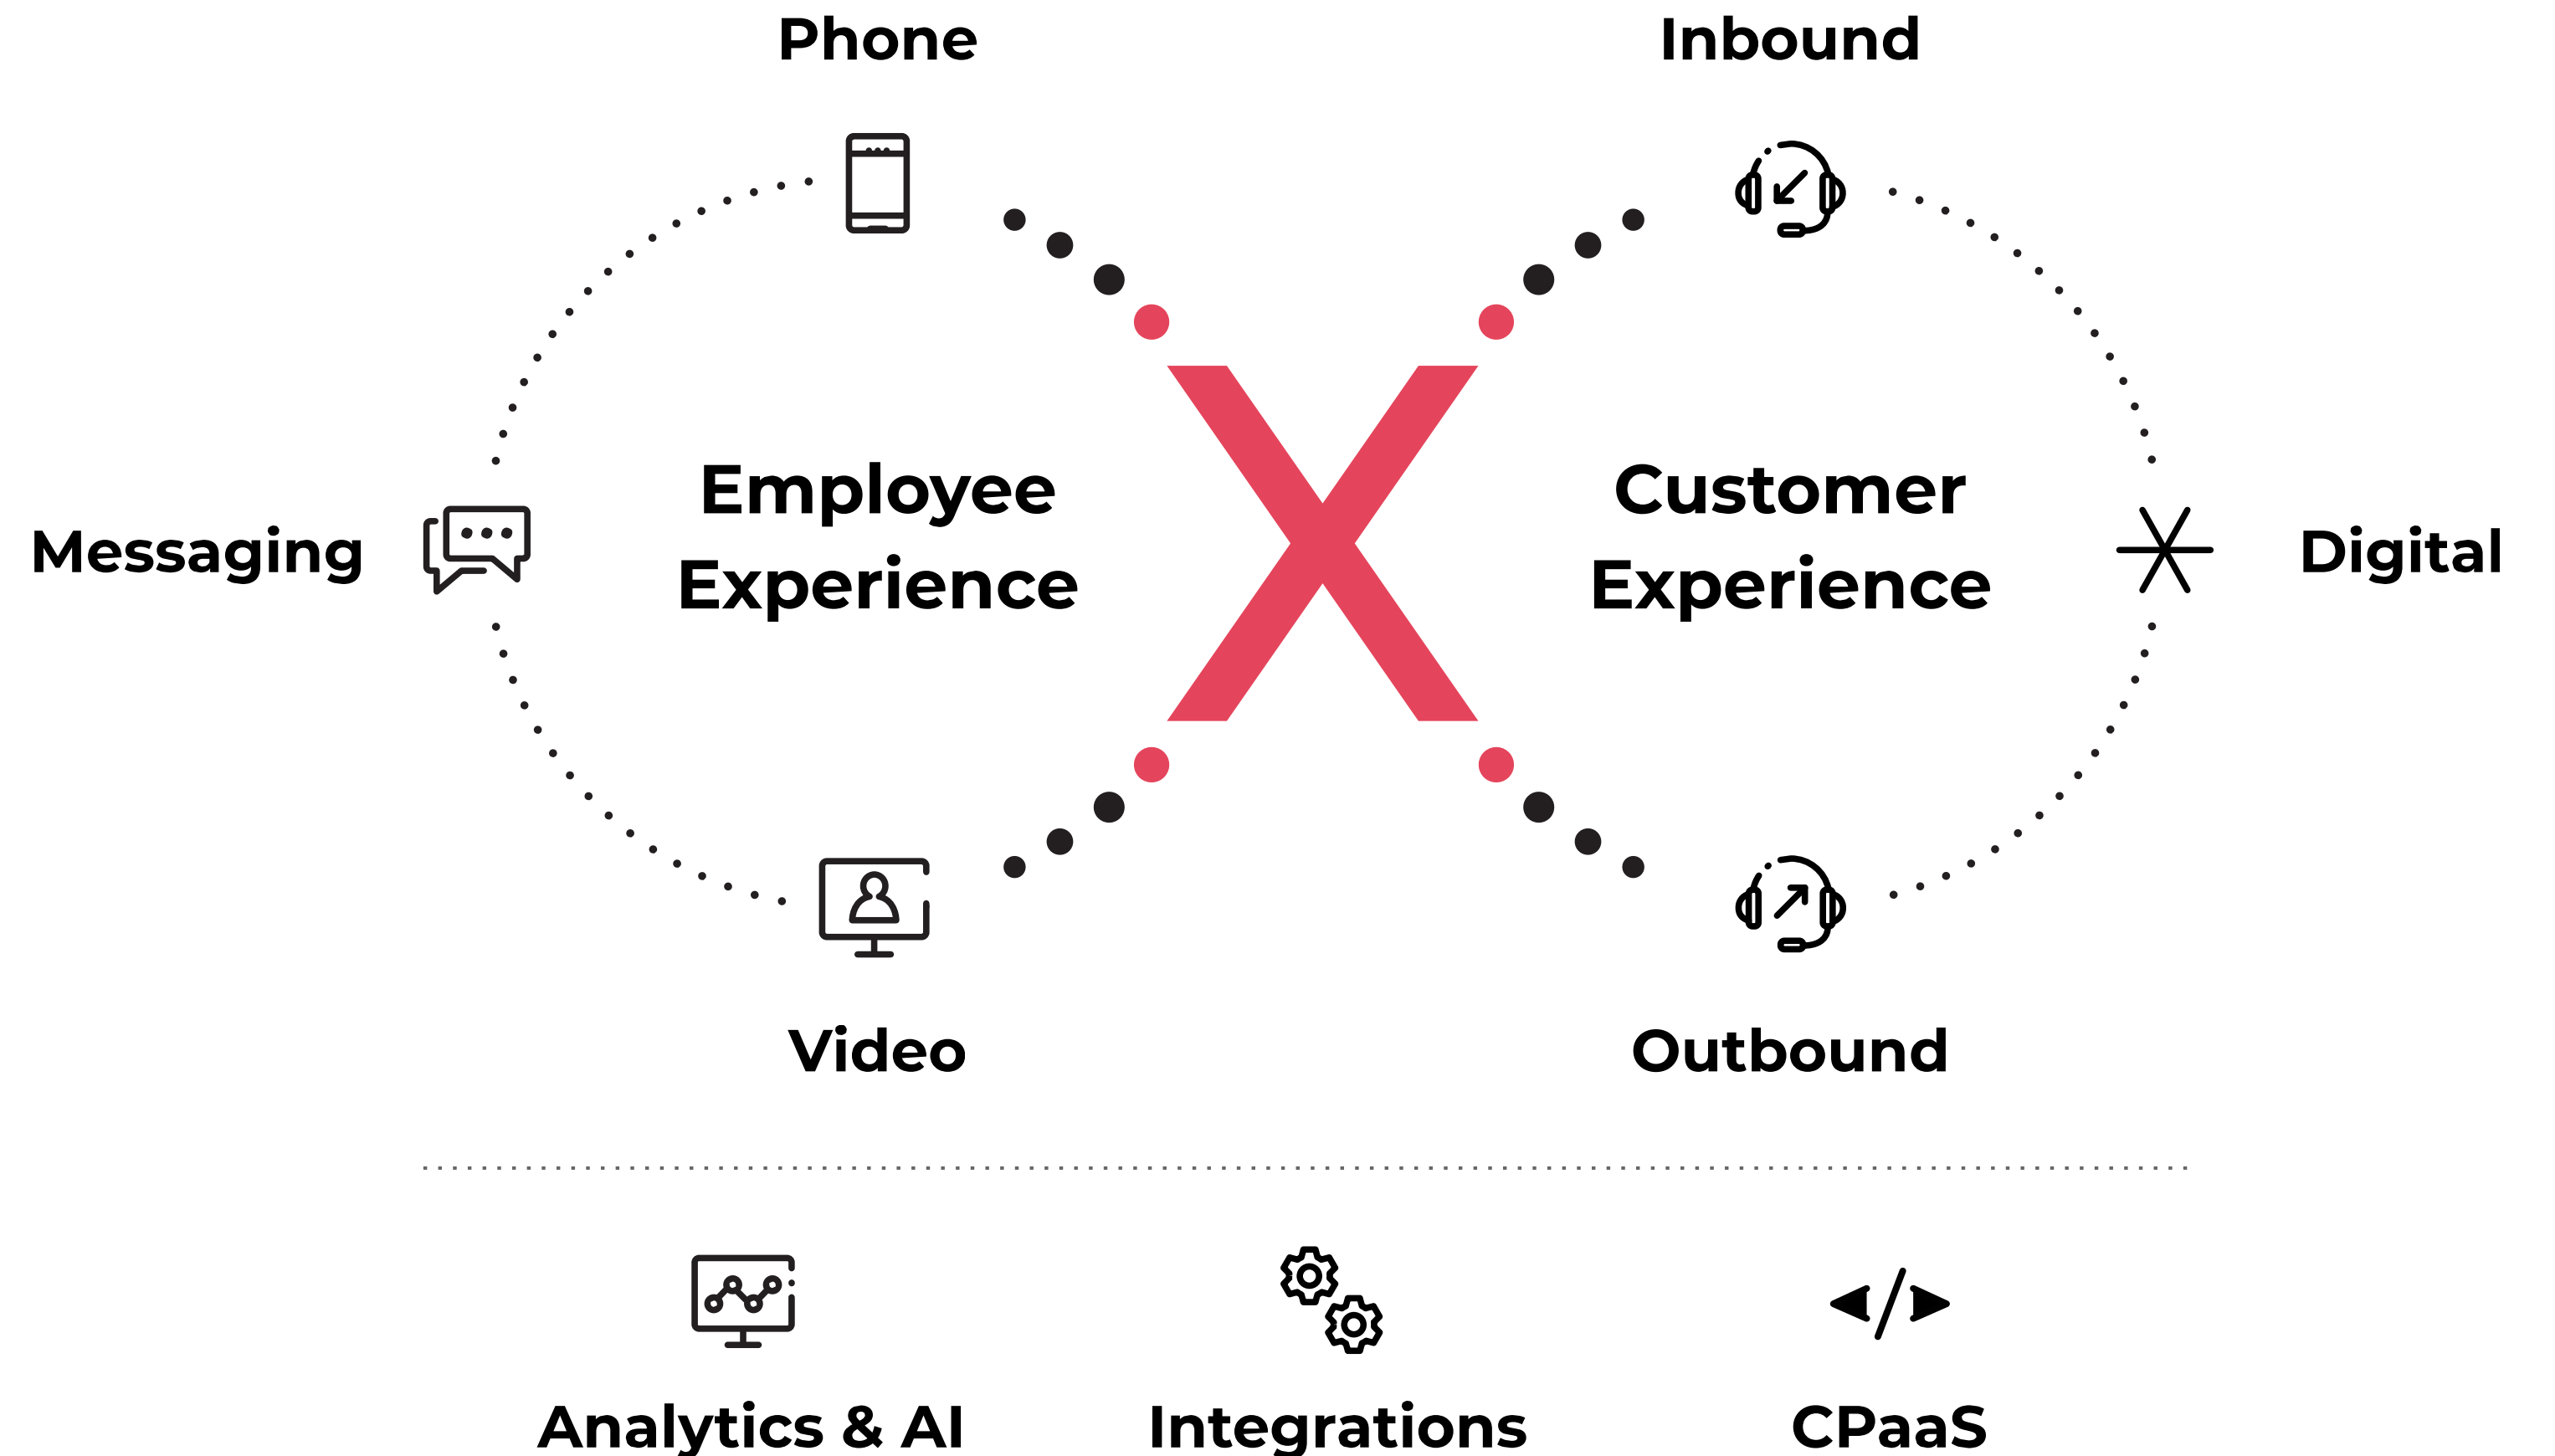 Phone
Inbound
Employee
Experience
X
Customer
Experience
Messaging
Digital
Video
Outbound
Analytics & AI
Integrations
CPaaS